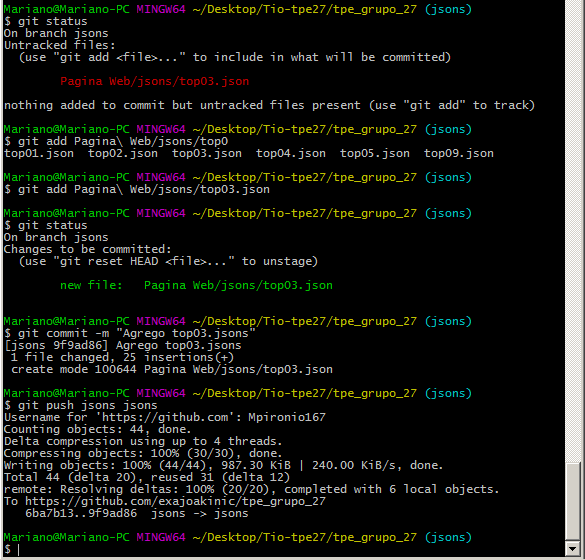 Mariano@Mariano-PC MINGW64 ~/Desktop/Tio-tpe27/tpe_grupo_27 (jsons)
$ git status
On branch jsons
Untracked files:
  (use "git add <file>..." to include in what will be committed)

        Pagina Web/jsons/top03.json

nothing added to commit but untracked files present (use "git add" to track)

Mariano@Mariano-PC MINGW64 ~/Desktop/Tio-tpe27/tpe_grupo_27 (jsons)
$ git add Pagina\ Web/jsons/top0
top01.json  top02.json  top03.json  top04.json  top05.json  top09.json

Mariano@Mariano-PC MINGW64 ~/Desktop/Tio-tpe27/tpe_grupo_27 (jsons)
$ git add Pagina\ Web/jsons/top03.json

Mariano@Mariano-PC MINGW64 ~/Desktop/Tio-tpe27/tpe_grupo_27 (jsons)
$ git status
On branch jsons
Changes to be committed:
  (use "git reset HEAD <file>..." to unstage)

        new file:   Pagina Web/jsons/top03.json


Mariano@Mariano-PC MINGW64 ~/Desktop/Tio-tpe27/tpe_grupo_27 (jsons)
$ git commit -m "Agrego top03.jsons"
[jsons 9f9ad86] Agrego top03.jsons
 1 file changed, 25 insertions(+)
 create mode 100644 Pagina Web/jsons/top03.json

Mariano@Mariano-PC MINGW64 ~/Desktop/Tio-tpe27/tpe_grupo_27 (jsons)
$ git push jsons jsons
Username for 'https://github.com': Mpironio167
Counting objects: 44, done.
Delta compression using up to 4 threads.
Compressing objects: 100% (30/30), done.
Writing objects: 100% (44/44), 987.30 KiB | 240.00 KiB/s, done.
Total 44 (delta 20), reused 31 (delta 12)
remote: Resolving deltas: 100% (20/20), completed with 6 local objects.
To https://github.com/exajoakinic/tpe_grupo_27
   6ba7b13..9f9ad86  jsons -> jsons

Mariano@Mariano-PC MINGW64 ~/Desktop/Tio-tpe27/tpe_grupo_27 (jsons)
$